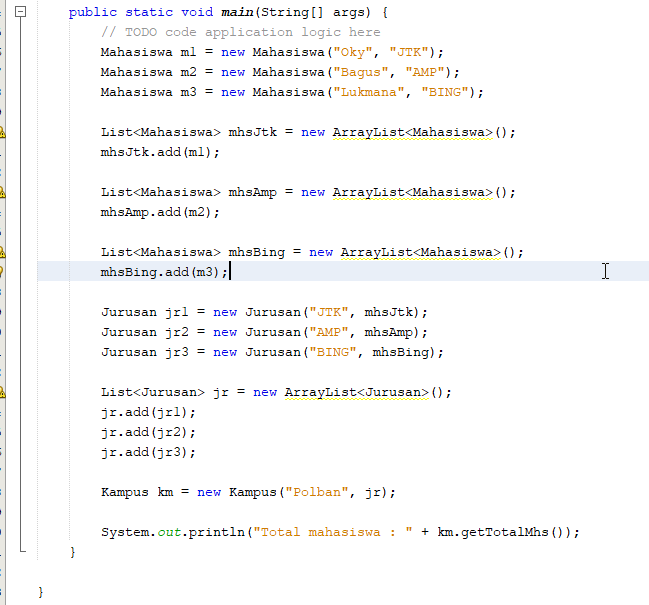 public static void main(String[] args) {
// TODO code application logic here
Mahasiswa m1 = new Mahasiswa("Oky", "JTK");
Mahasiswa m2 = new Mahasiswa("Bagus", "AMP");
Mahasiswa m3 = new Mahasiswa("Lukmana", "BING");
List<Mahasiswa> mhsJtk = new ArrayList<Mahasiswa>();
mhsJtk.add(m1);
List<Mahasiswa> mhsAmp = new ArrayList<Mahasiswa>();
mhsAmp.add(m2);
List<Mahasiswa> mhsBing = new ArrayList<Mahasiswa>();
mhsBing.add(m3);
Jurusan jr1 = new Jurusan("JTK", mhsJtk);
Jurusan jr2 = new Jurusan("AMP", mhsAmp);
Jurusan jr3 = new Jurusan("BING", mhsBing);
List<Jurusan> jr = new ArrayList<Jurusan>();
jr.add(jr1);
jr.add(jr2);
jr.add(jr3);
Kampus km = new Kampus("Polban", jr);
System.out.println("Total mahasiswa : " + km.getTotalMhs());
}
}